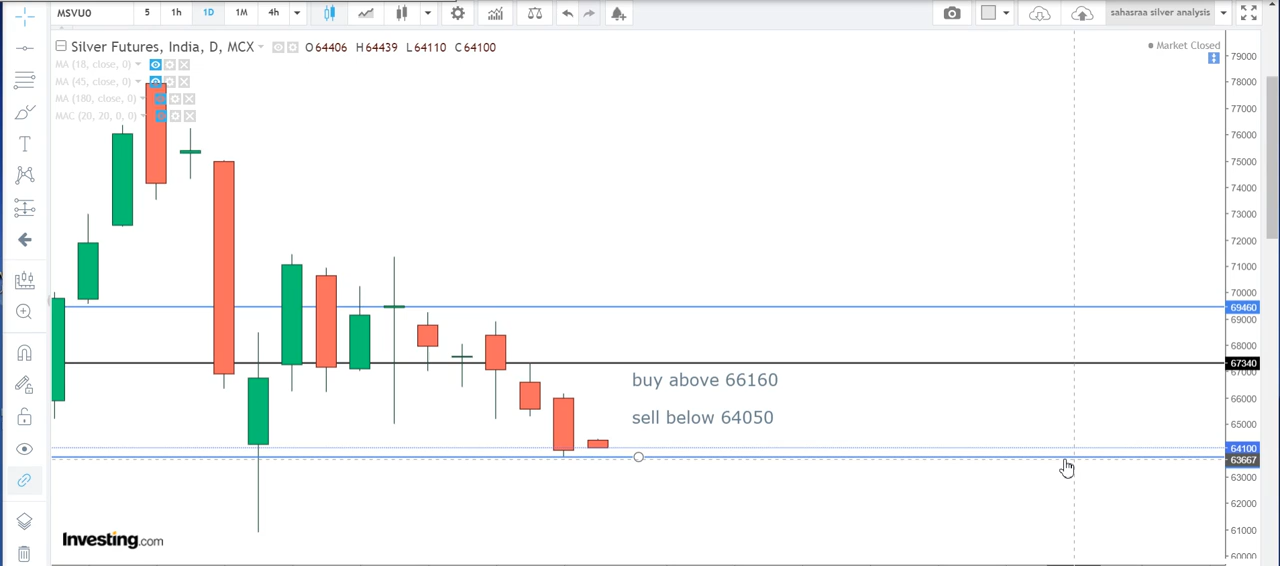 MSVU0 5 1h 1D 1M 4h sahasraa silver analysis
Silver Futures, India, D, MCX O64406 H64439 L64110 C64100
Market Closed
MA (18, close, 0)
MA (45, close, 0)
MA (180, close, 0)
MAC (20, 20, 0, 0)
79000
78000
77000
76000
75000
74000
73000
72000
71000
70000
69460
69000
68000
67340
67000
buy above 66160
66000
sell below 64050
65000
64100
63667
63000
62000
61000
60000
Investing.com